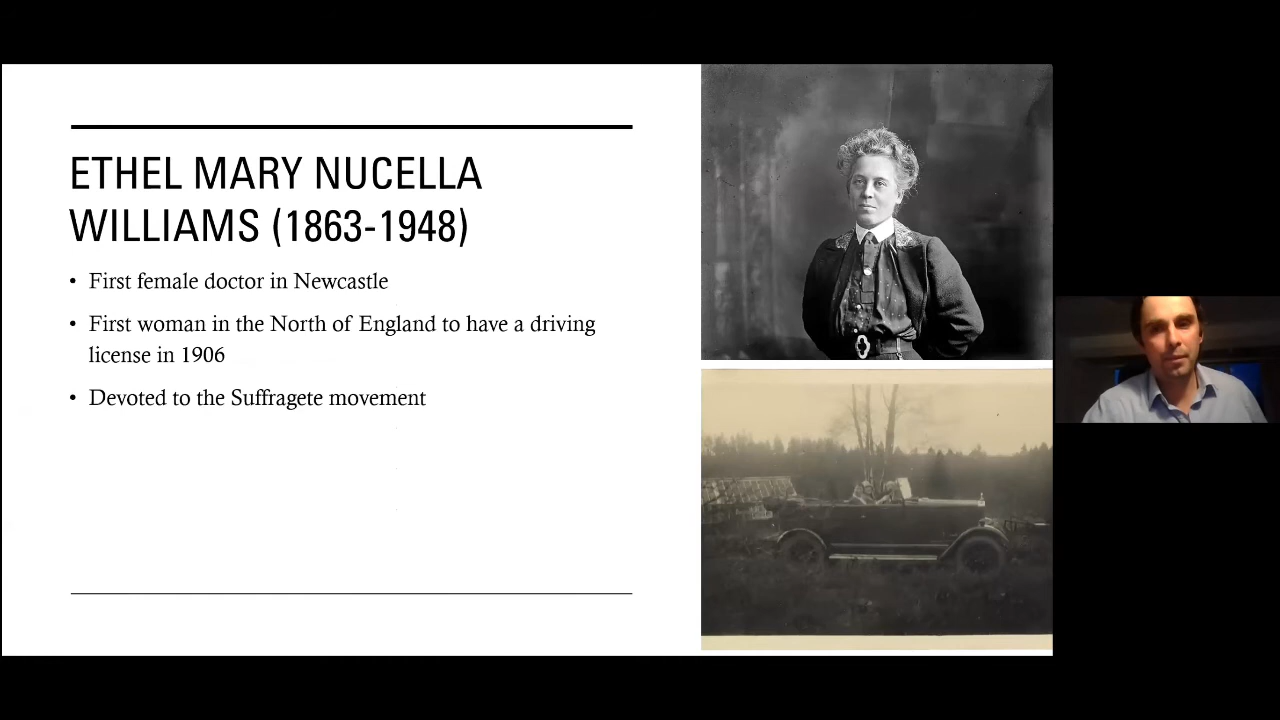 ETHEL MARY NUCELLA
WILLIAMS (1863-1948)
• First female doctor in Newcastle
• First woman in the North of England to have a driving
license in 1906
• Devoted to the Suffragete movement